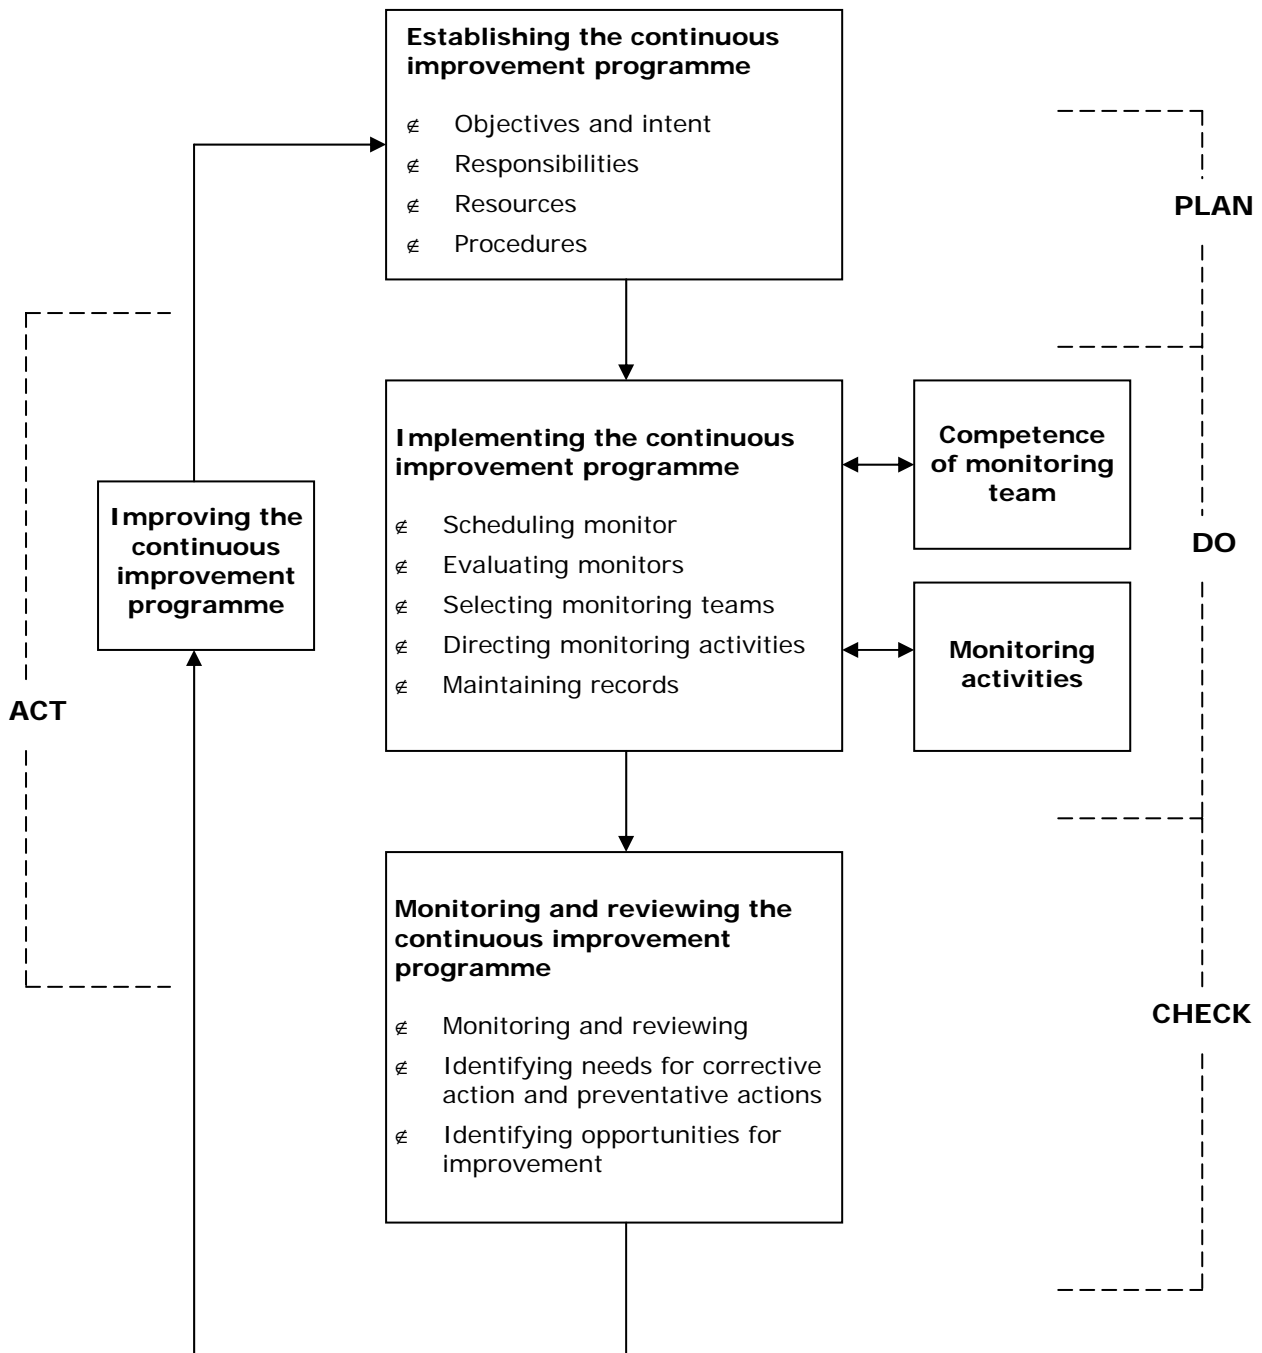 Establishing the continuous
improvement programme
∉ Objectives and intent
∉ Responsibilities
∉ Resources
∉ Procedures
PLAN
Implementing the continuous
improvement programme
∉ Scheduling monitor
∉ Evaluating monitors
∉ Selecting monitoring teams
∉ Directing monitoring activities
∉ Maintaining records
Competence
of monitoring
team
DO
Monitoring
activities
Improving the
continuous
improvement
programme
ACT
Monitoring and reviewing the
continuous improvement
programme
∉ Monitoring and reviewing
∉ Identifying needs for corrective
action and preventative actions
∉ Identifying opportunities for
improvement
CHECK